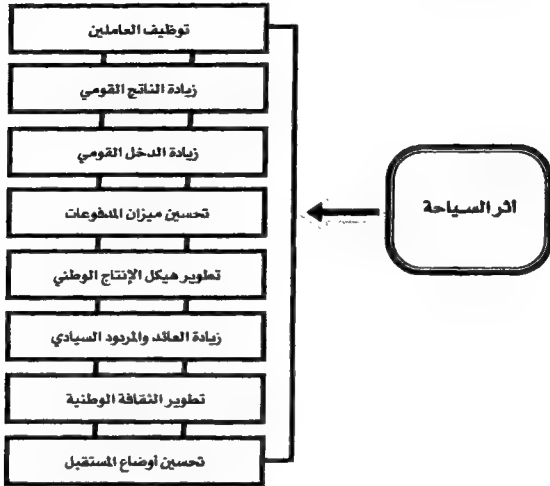 اثر السياحة
توظيف العاملين
زيادة الناتج القومي
زيادة الدخل القومي
تحسين ميزان المدفوعات
تطوير هيكل الإنتاج الوطني
زيادة العائد والمردود السيادي
تطوير الثقافة الوطنية
تحسين أوضاع المستقبل